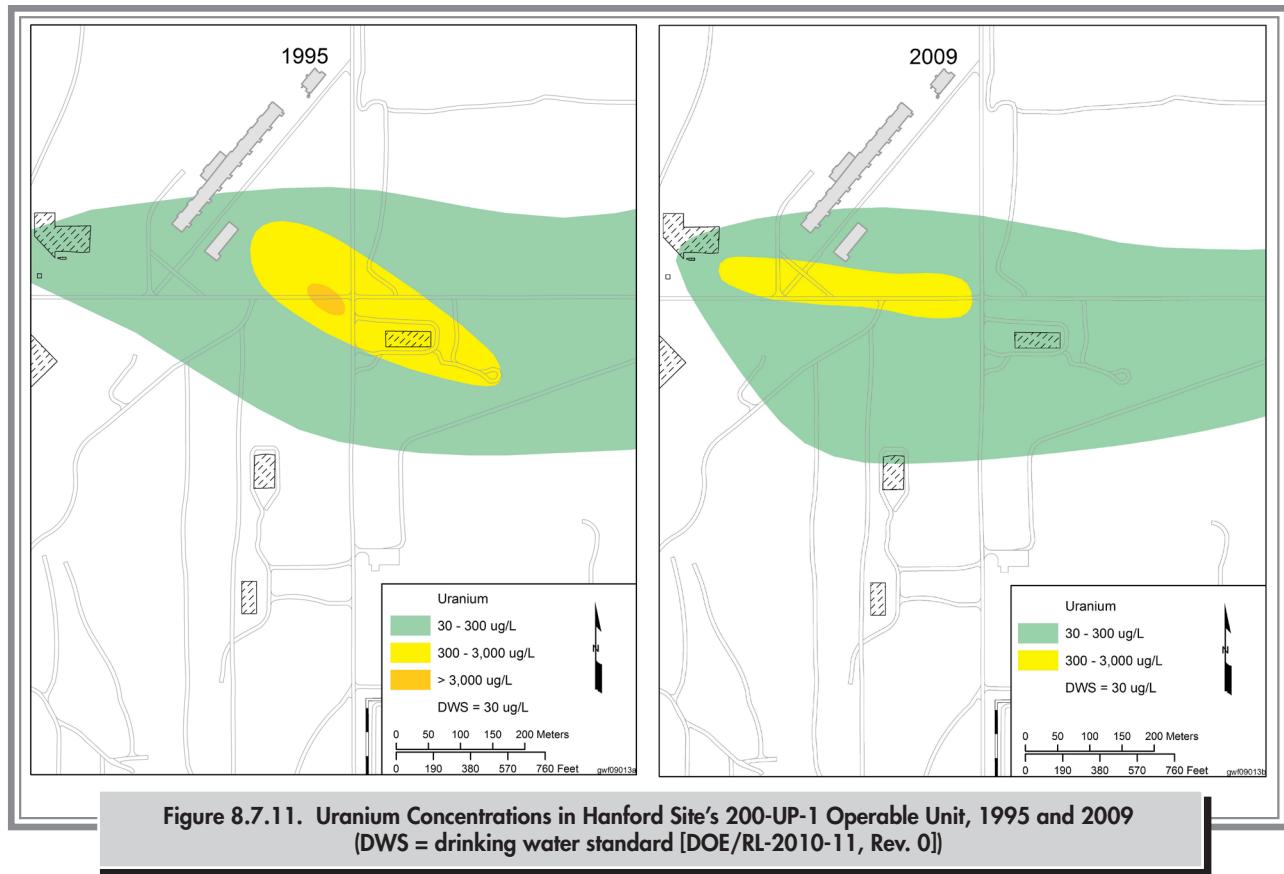 1995
Uranium
30 - 300 ug/L
300 - 3,000 ug/L
> 3,000 ug/L
DWS = 30 ug/L
N
0 50 100 150 200 Meters
0 190 380 570 760 Feet
gwf09013a
2009
Uranium
30 - 300 ug/L
300 - 3,000 ug/L
DWS = 30 ug/L
N
0 50 100 150 200 Meters
0 190 380 570 760 Feet
gwf09013b
Figure 8.7.11. Uranium Concentrations in Hanford Site's 200-UP-1 Operable Unit, 1995 and 2009
(DWS = drinking water standard [DOE/RL-2010-11, Rev. 0])